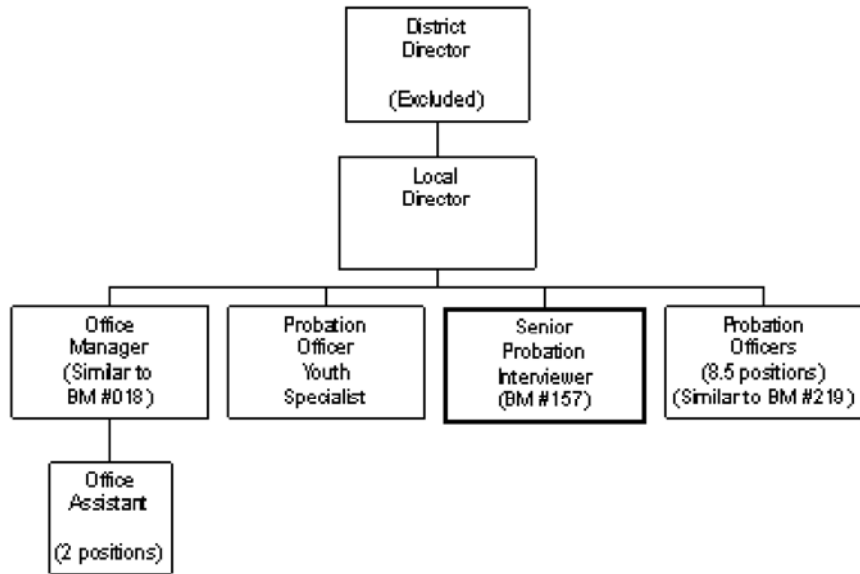 District
Director
(Excluded)
Local
Director
Office
Manager
(Similar to
BM #018)
Probation
Officer
Youth
Specialist
Senior
Probation
Interviewer
(BM #157)
Probation
Officers
(8.5 positions)
(Similar to BM #219)
Office
Assistant
(2 positions)